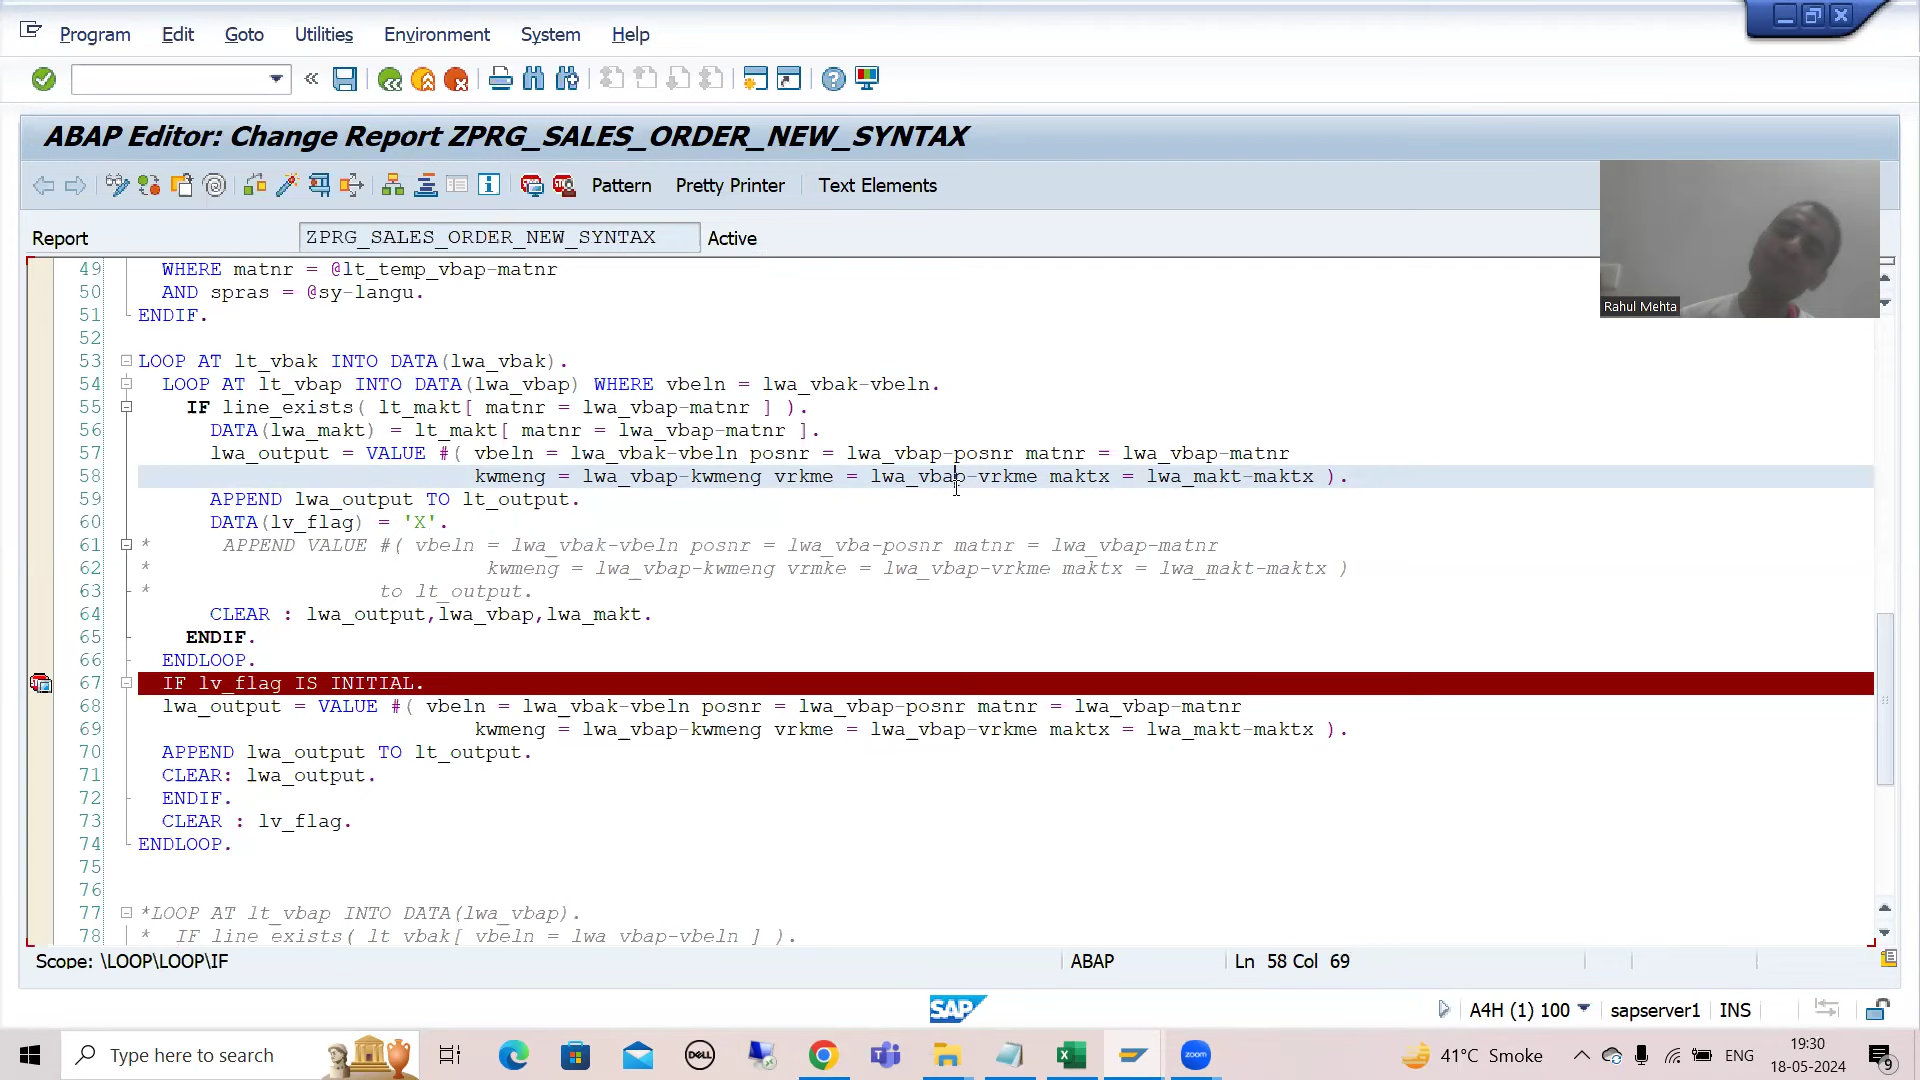 Program Edit Goto Utilities Environment System Help
ABAP Editor: Change Report ZPRG_SALES_ORDER_NEW_SYNTAX
Pattern Pretty Printer Text Elements
Report ZPRG_SALES_ORDER_NEW_SYNTAX Active
Rahul Mehta
49 WHERE matnr = @lt_temp_vbap-matnr
50 AND spras = @sy-langu.
51 ENDIF.
52
53 LOOP AT lt_vbak INTO DATA(lwa_vbak).
54 LOOP AT lt_vbap INTO DATA(lwa_vbap) WHERE vbeln = lwa_vbak-vbeln.
55 IF line_exists( lt_makt[ matnr = lwa_vbap-matnr ] ).
56 DATA(lwa_makt) = lt_makt[ matnr = lwa_vbap-matnr ].
57 lwa_output = VALUE #( vbeln = lwa_vbak-vbeln posnr = lwa_vbap-posnr matnr = lwa_vbap-matnr
58 kwmeng = lwa_vbap-kwmeng vrkme = lwa_vbap-vrkme maktx = lwa_makt-maktx ).
59 APPEND lwa_output TO lt_output.
60 DATA(lv_flag) = 'X'.
61 * APPEND VALUE #( vbeln = lwa_vbak-vbeln posnr = lwa_vba-posnr matnr = lwa_vbap-matnr
62 * kwmeng = lwa_vbap-kwmeng vrmke = lwa_vbap-vrkme maktx = lwa_makt-maktx )
63 * to lt_output.
64 CLEAR : lwa_output,lwa_vbap,lwa_makt.
65 ENDIF.
66 ENDLOOP.
67 IF lv_flag IS INITIAL.
68 lwa_output = VALUE #( vbeln = lwa_vbak-vbeln posnr = lwa_vbap-posnr matnr = lwa_vbap-matnr
69 kwmeng = lwa_vbap-kwmeng vrkme = lwa_vbap-vrkme maktx = lwa_makt-maktx ).
70 APPEND lwa_output TO lt_output.
71 CLEAR: lwa_output.
72 ENDIF.
73 CLEAR : lv_flag.
74 ENDLOOP.
75
76
77 *LOOP AT lt_vbap INTO DATA(lwa_vbap).
78 * IF line_exists( lt_vbak[ vbeln = lwa_vbap-vbeln ] ).
Scope: \LOOP\LOOP\IF ABAP Ln 58 Col 69
SAP A4H (1) 100 sapserver1 INS
Type here to search DELL zoom 41°C Smoke ENG 19:30
18-05-2024 9